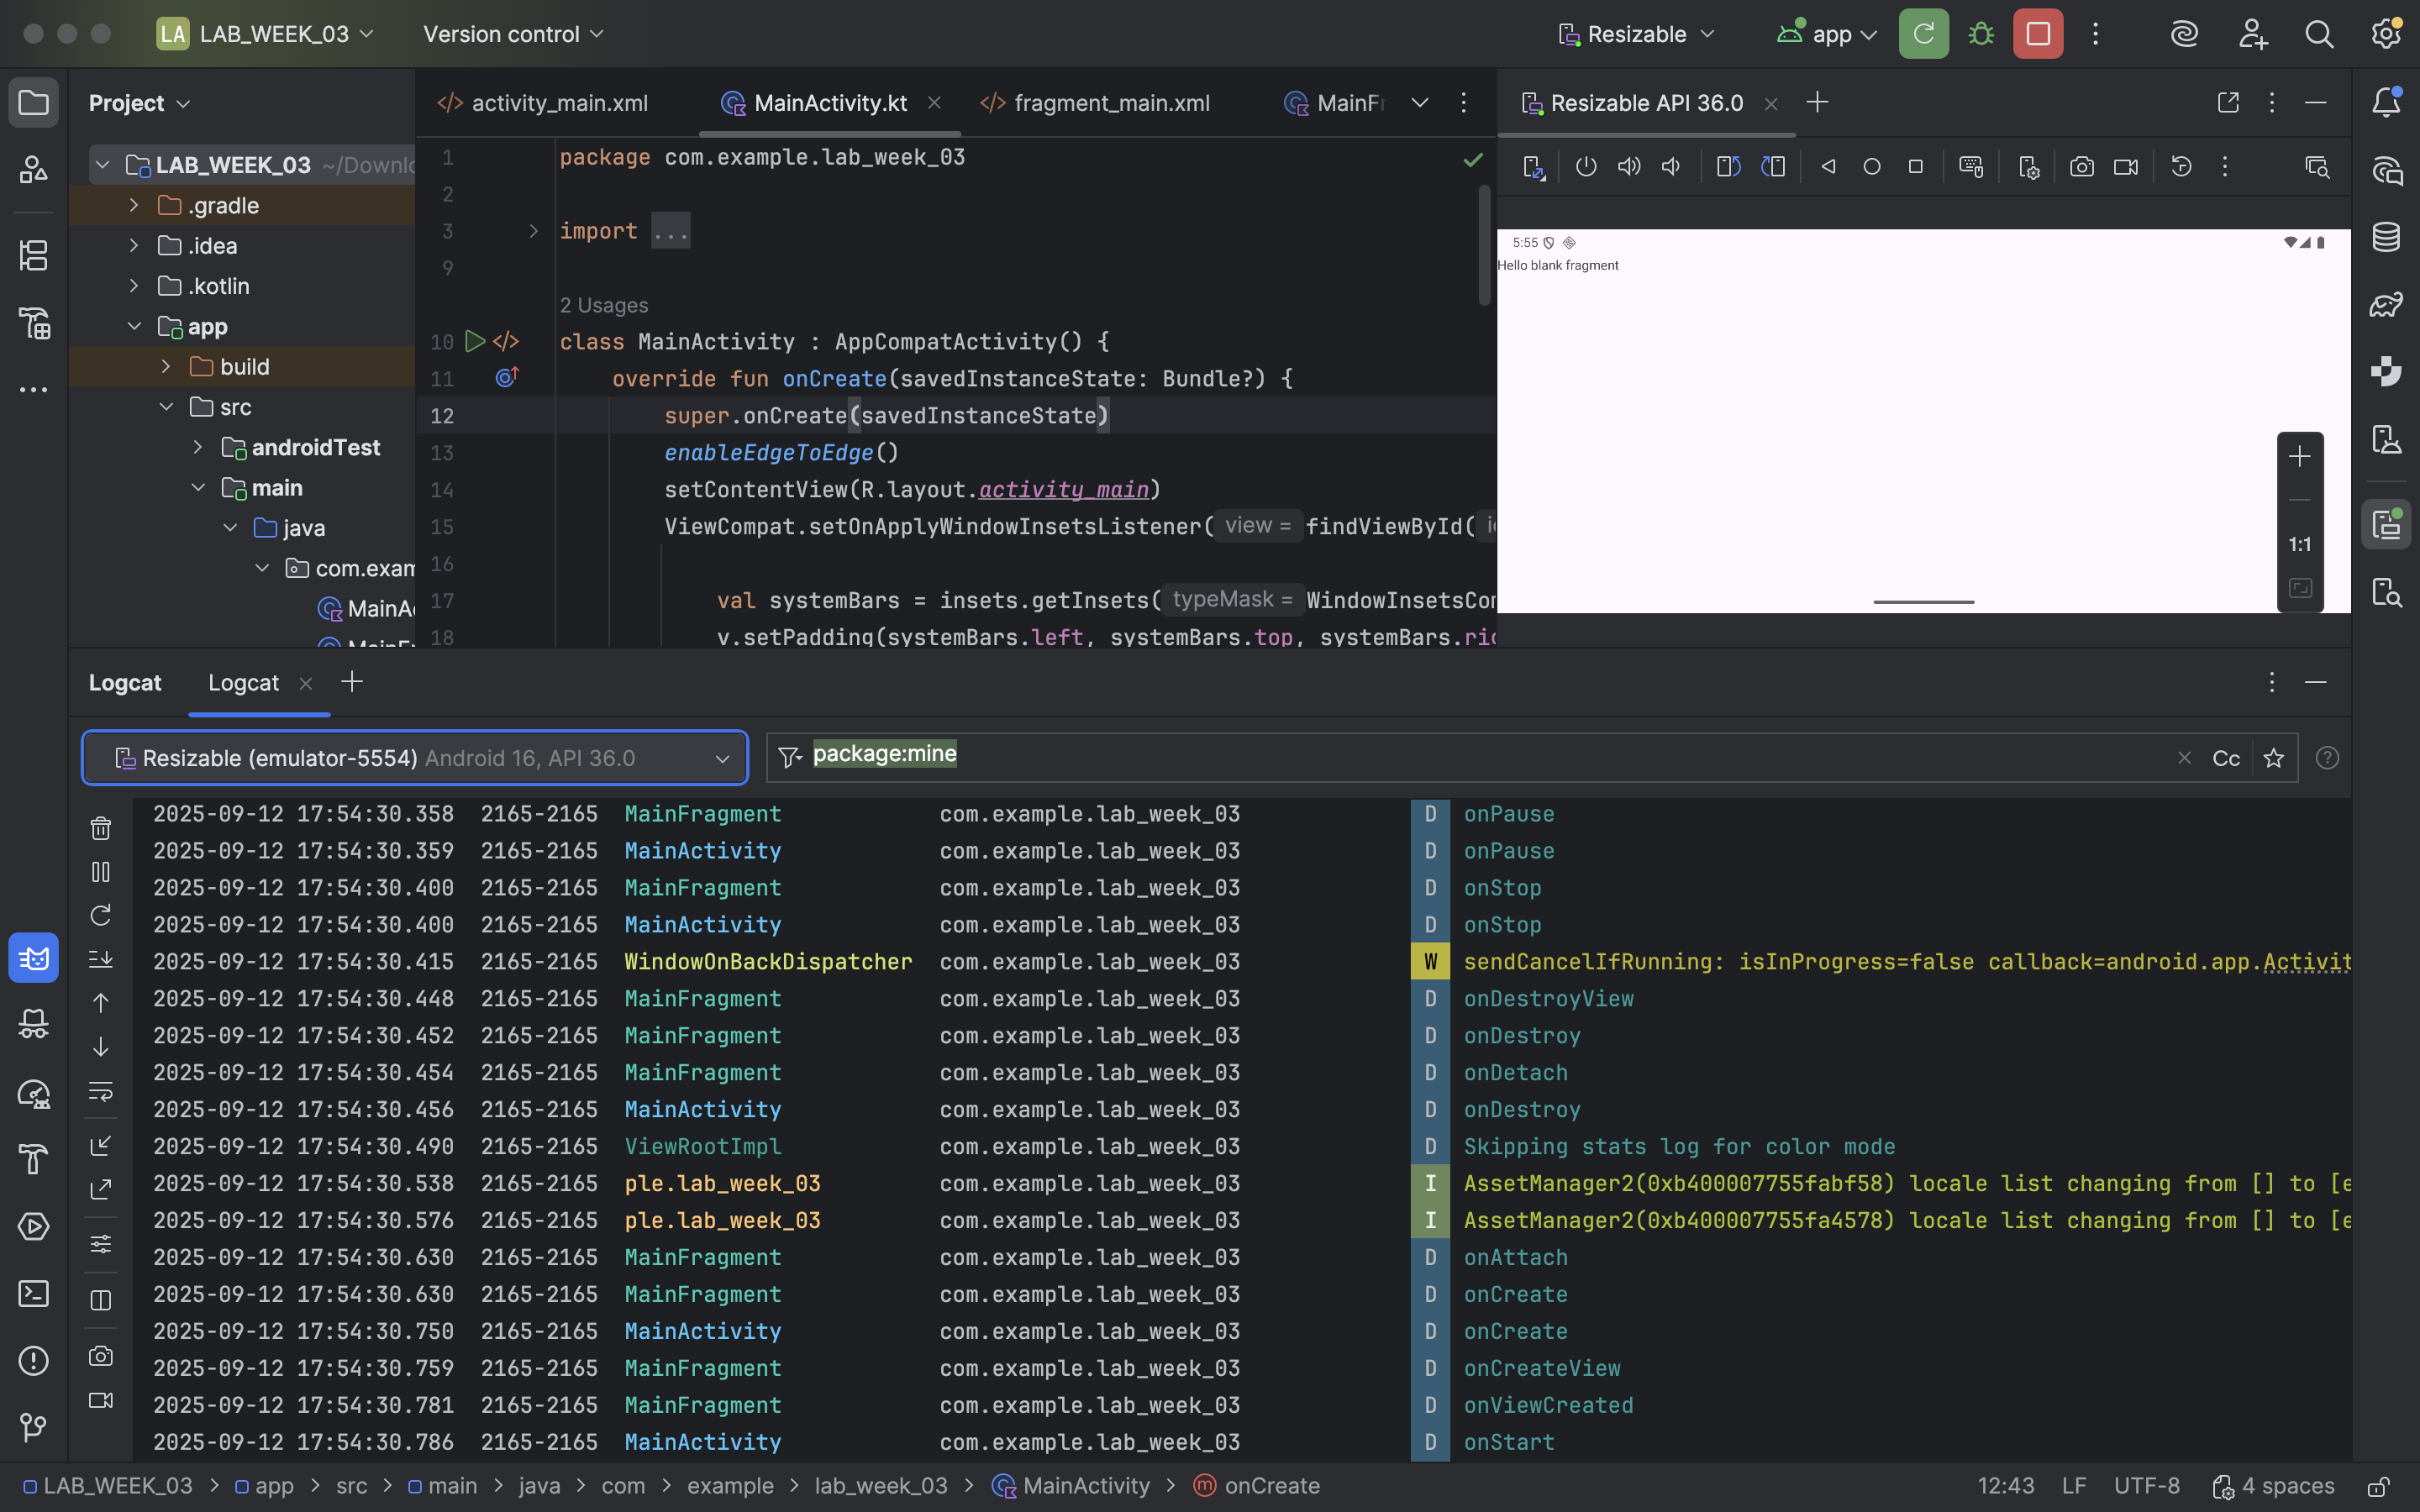 LA LAB_WEEK_03 Version control Resizable app
Project
activity_main.xml MainActivity.kt fragment_main.xml MainFr
Resizable API 36.0
LAB_WEEK_03 ~/Downlo
.gradle
.idea
.kotlin
app
build
src
androidTest
main
java
com.exam
MainAc
1 package com.example.lab_week_03
2
3 import ...
9
2 Usages
10 class MainActivity : AppCompatActivity() {
11 override fun onCreate(savedInstanceState: Bundle?) {
12 super.onCreate(savedInstanceState)
13 enableEdgeToEdge()
14 setContentView(R.layout.activity_main)
15 ViewCompat.setOnApplyWindowInsetsListener( view = findViewById(
16
17 val systemBars = insets.getInsets( typeMask = WindowInsetsCom
18 v.setPadding(systemBars.left, systemBars.top, systemBars.rig
5:55
Hello blank fragment
1:1
Logcat Logcat
Resizable (emulator-5554) Android 16, API 36.0 package:mine Cc ?
2025-09-12 17:54:30.358 2165-2165 MainFragment com.example.lab_week_03 D onPause
2025-09-12 17:54:30.359 2165-2165 MainActivity com.example.lab_week_03 D onPause
2025-09-12 17:54:30.400 2165-2165 MainFragment com.example.lab_week_03 D onStop
2025-09-12 17:54:30.400 2165-2165 MainActivity com.example.lab_week_03 D onStop
2025-09-12 17:54:30.415 2165-2165 WindowOnBackDispatcher com.example.lab_week_03 W sendCancelIfRunning: isInProgress=false callback=android.app.Activit
2025-09-12 17:54:30.448 2165-2165 MainFragment com.example.lab_week_03 D onDestroyView
2025-09-12 17:54:30.452 2165-2165 MainFragment com.example.lab_week_03 D onDestroy
2025-09-12 17:54:30.454 2165-2165 MainFragment com.example.lab_week_03 D onDetach
2025-09-12 17:54:30.456 2165-2165 MainActivity com.example.lab_week_03 D onDestroy
2025-09-12 17:54:30.490 2165-2165 ViewRootImpl com.example.lab_week_03 D Skipping stats log for color mode
2025-09-12 17:54:30.538 2165-2165 ple.lab_week_03 com.example.lab_week_03 I AssetManager2(0xb400007755fabf58) locale list changing from [] to [e
2025-09-12 17:54:30.576 2165-2165 ple.lab_week_03 com.example.lab_week_03 I AssetManager2(0xb400007755fa4578) locale list changing from [] to [e
2025-09-12 17:54:30.630 2165-2165 MainFragment com.example.lab_week_03 D onAttach
2025-09-12 17:54:30.630 2165-2165 MainFragment com.example.lab_week_03 D onCreate
2025-09-12 17:54:30.750 2165-2165 MainActivity com.example.lab_week_03 D onCreate
2025-09-12 17:54:30.759 2165-2165 MainFragment com.example.lab_week_03 D onCreateView
2025-09-12 17:54:30.781 2165-2165 MainFragment com.example.lab_week_03 D onViewCreated
2025-09-12 17:54:30.786 2165-2165 MainActivity com.example.lab_week_03 D onStart
LAB_WEEK_03 > app > src > main > java > com > example > lab_week_03 > MainActivity > onCreate 12:43 LF UTF-8 4 spaces